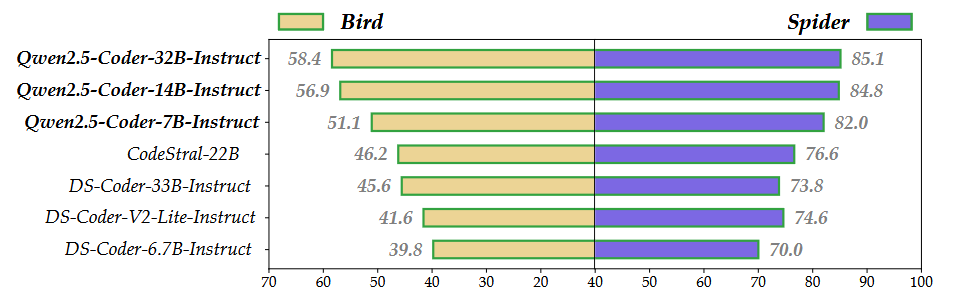 Bird Spider
Qwen2.5-Coder-32B-Instruct 58.4 85.1
Qwen2.5-Coder-14B-Instruct 56.9 84.8
Qwen2.5-Coder-7B-Instruct 51.1 82.0
CodeStral-22B 46.2 76.6
DS-Coder-33B-Instruct 45.6 73.8
DS-Coder-V2-Lite-Instruct 41.6 74.6
DS-Coder-6.7B-Instruct 39.8 70.0
70 60 50 40 30 20 40 50 60 70 80 90 100